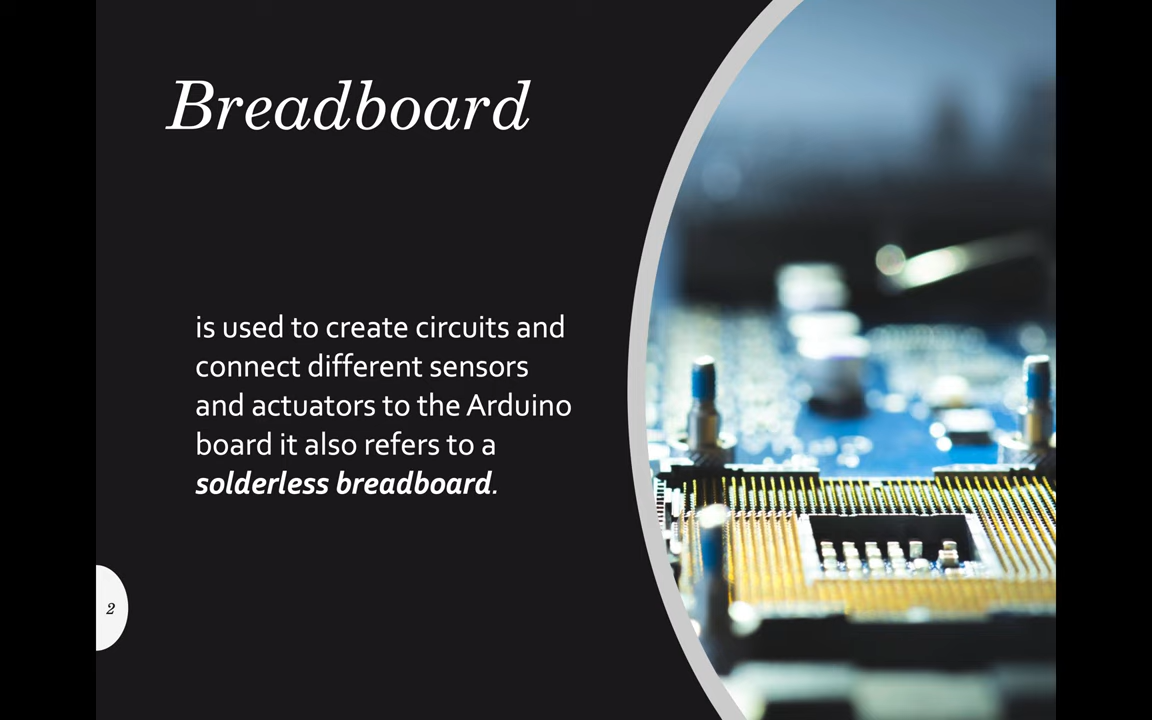 Breadboard
is used to create circuits and
connect different sensors
and actuators to the Arduino
board it also refers to a
solderless breadboard.
2